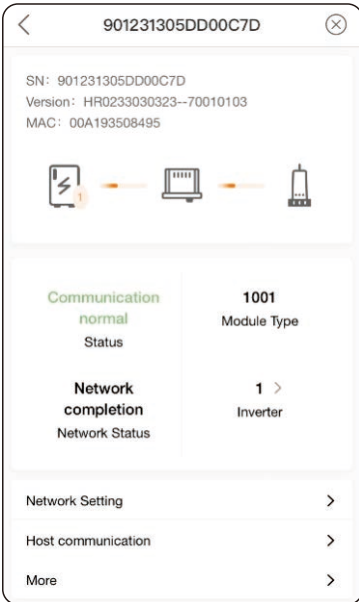 901231305DD00C7D
SN: 901231305DD00C7D
Version: HR0233030323--70010103
MAC: 00A193508495
1
Communication
normal
Status
1001
Module Type
Network
completion
Network Status
1
Inverter
Network Setting
Host communication
More